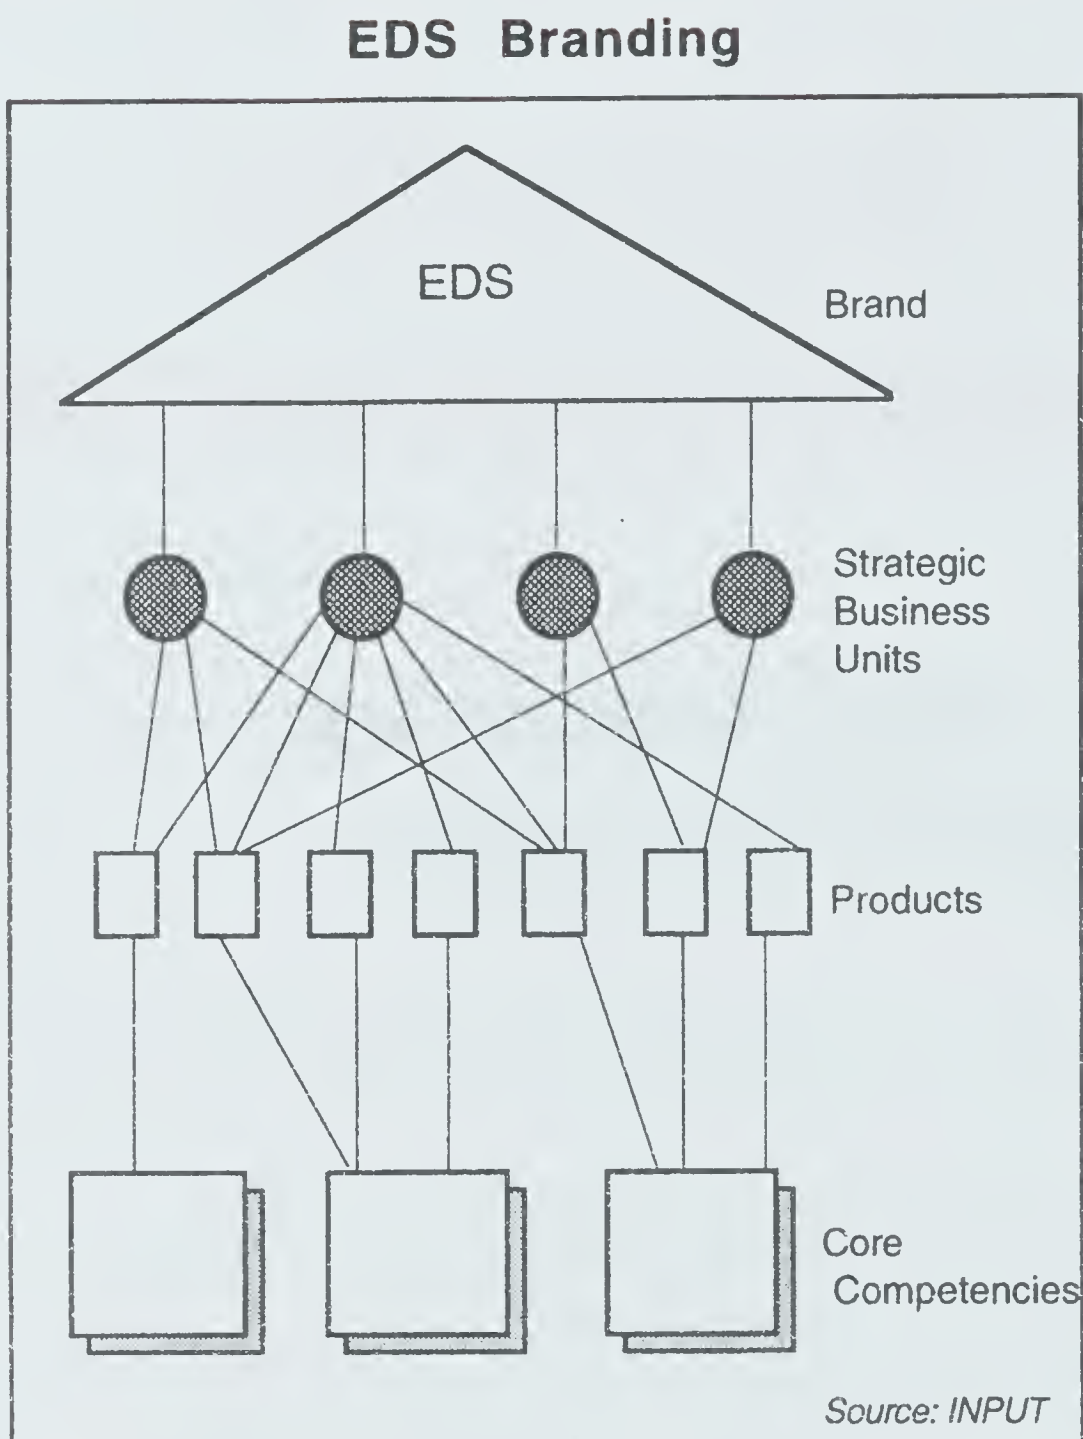 EDS Branding
EDS
Brand
Strategic
Business
Units
Products
Core
Competencies
Source: INPUT